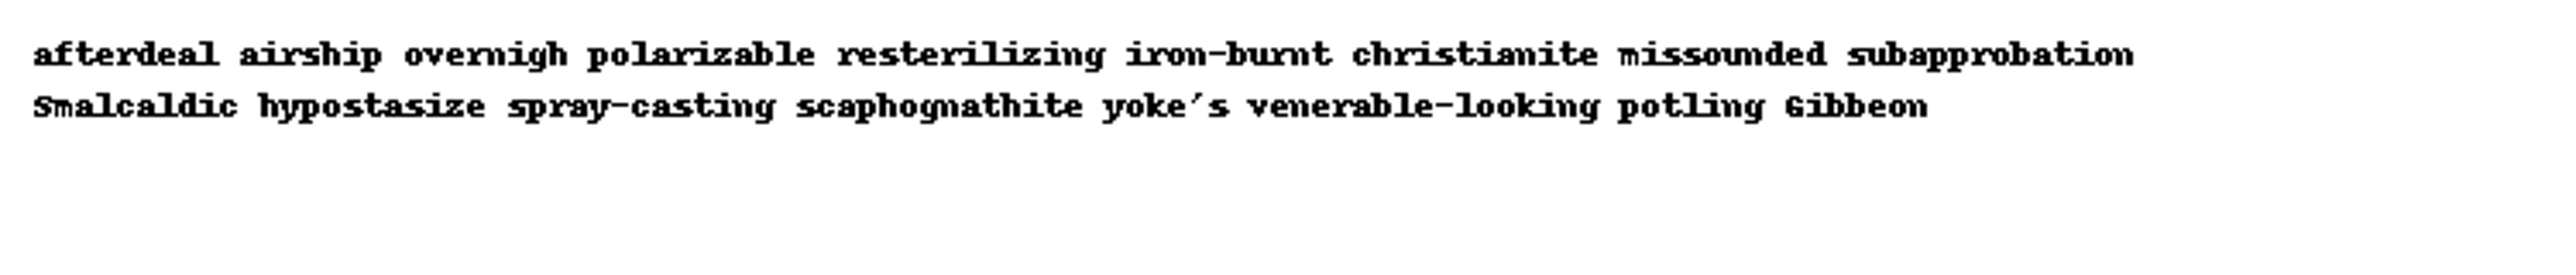 afterdeal airship overnigh polarizable resterilizing iron-burnt christianite missounded subapprobation
Smalcaldic hypostasize spray-casting scaphognathite yoke's venerable-looking potling Gibbeon